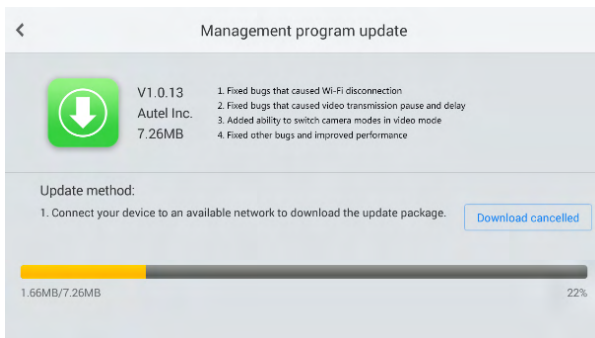 Management program update
V1.0.13
Autel Inc.
7.26MB
1. Fixed bugs that caused Wi-Fi disconnection
2. Fixed bugs that caused video transmission pause and delay
3. Added ability to switch camera modes in video mode
4. Fixed other bugs and improved performance
Update method:
1. Connect your device to an available network to download the update package.
Download cancelled
1.66MB/7.26MB
22%